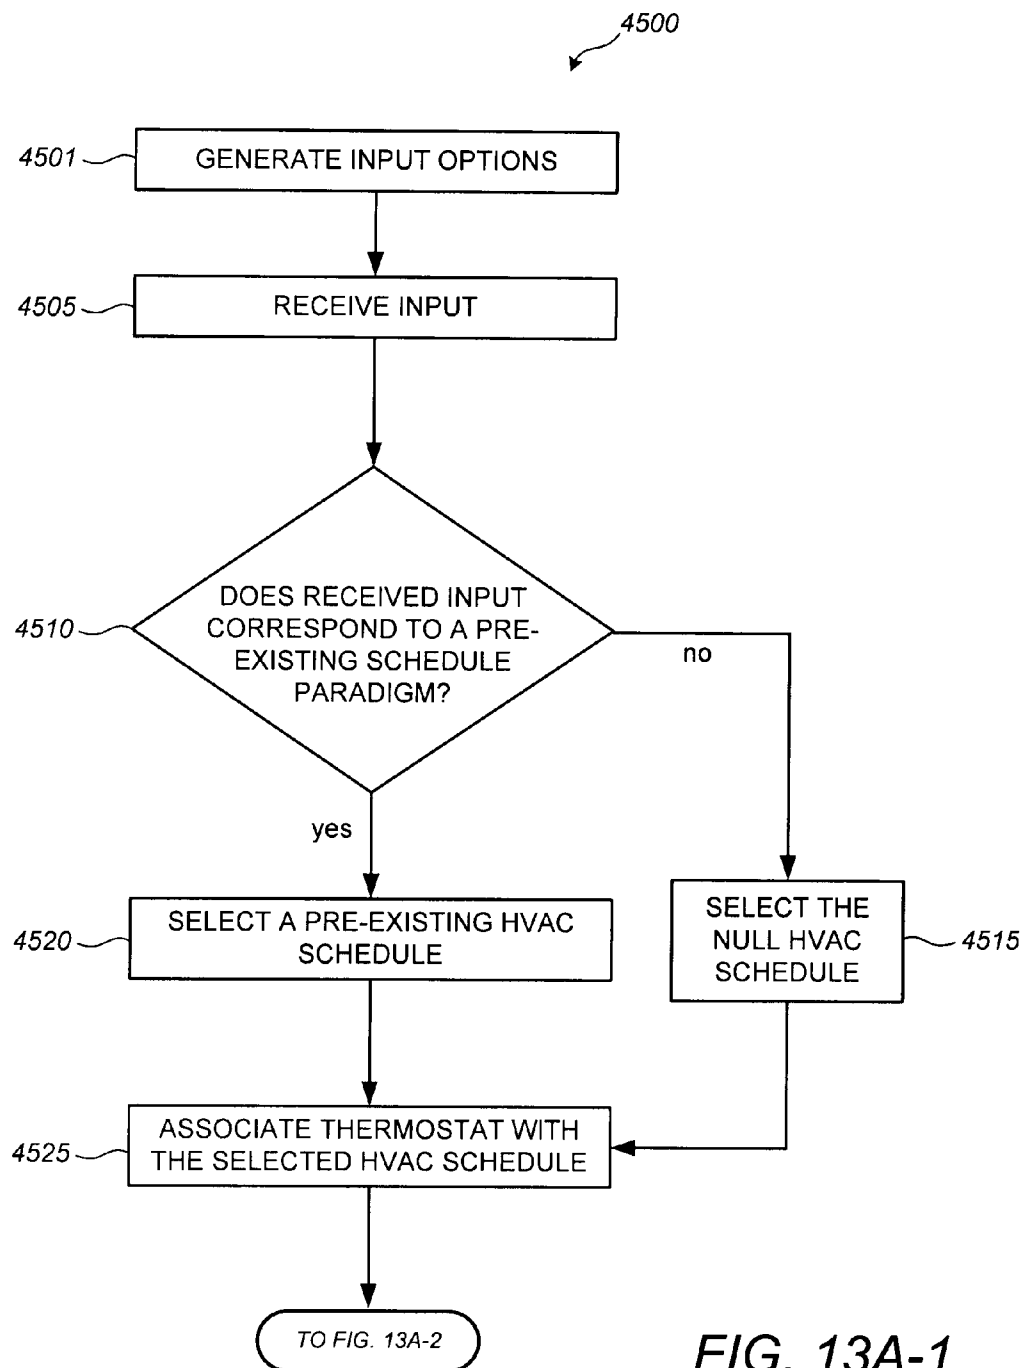 4500
4501
GENERATE INPUT OPTIONS
4505
RECEIVE INPUT
4510
DOES RECEIVED INPUT
CORRESPOND TO A PRE-
EXISTING SCHEDULE
PARADIGM?
no
yes
4520
SELECT A PRE-EXISTING HVAC
SCHEDULE
SELECT THE
NULL HVAC
SCHEDULE
4515
4525
ASSOCIATE THERMOSTAT WITH
THE SELECTED HVAC SCHEDULE
TO FIG. 13A-2
FIG. 13A-1